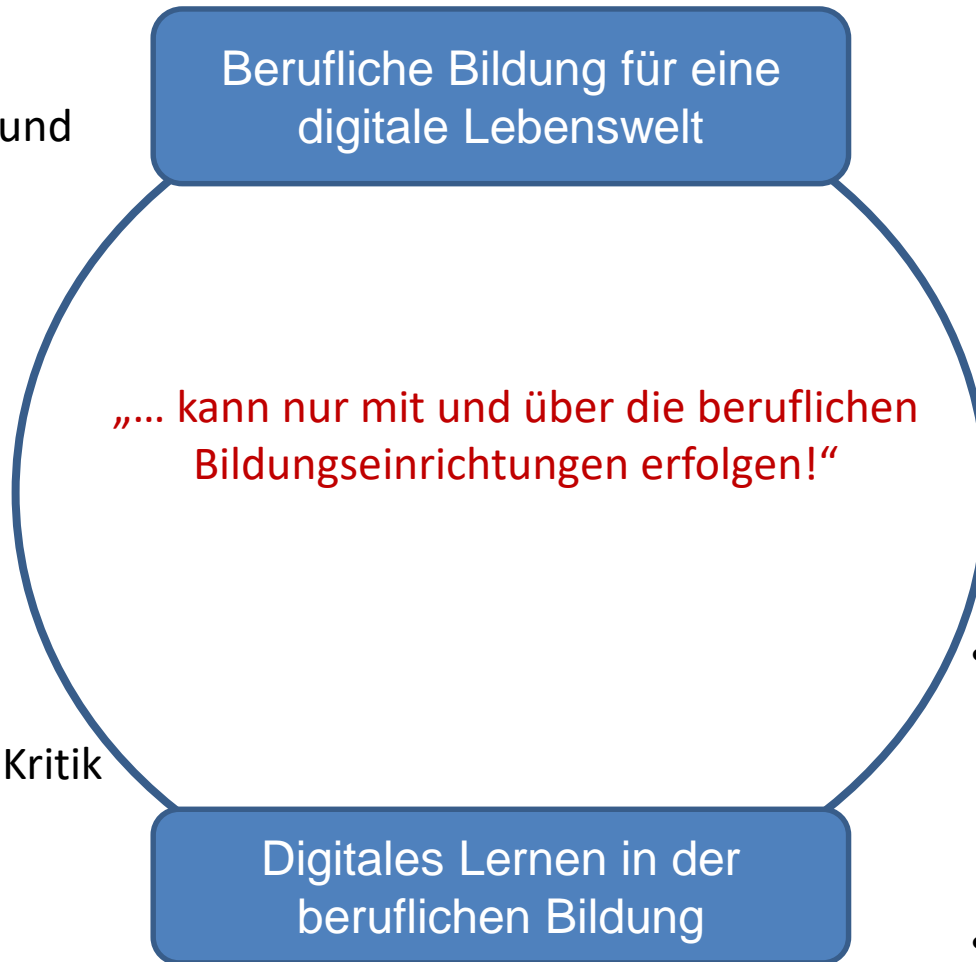 Berufliche Bildung für eine
digitale Lebenswelt
und
„… kann nur mit und über die beruflichen
Bildungseinrichtungen erfolgen!“
•
Kritik
Digitales Lernen in der
beruflichen Bildung
•